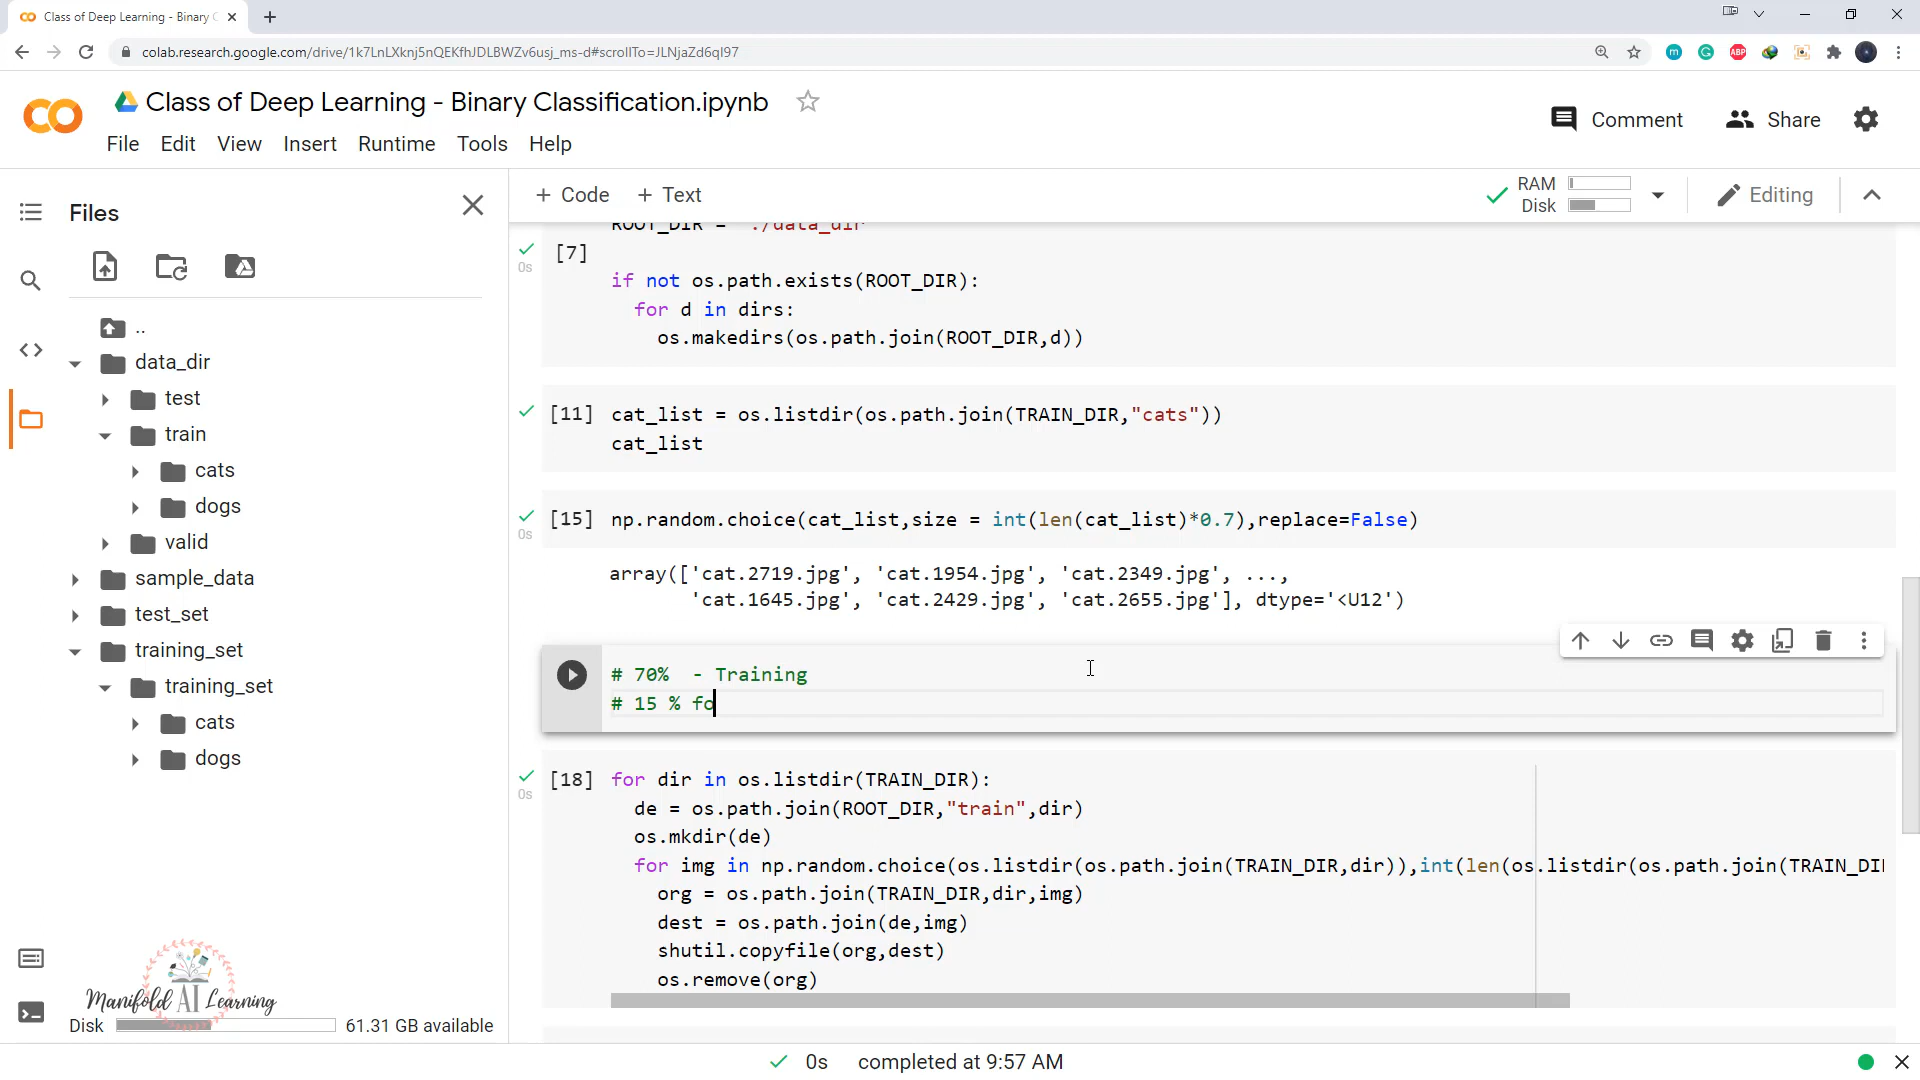 Class of Deep Learning - Binary C
colab.research.google.com/drive/1k7LnLXknj5nQEKfhJDLBWZv6usj_ms-d#scrollTo=JLNjaZd6qI97
Class of Deep Learning - Binary Classification.ipynb
Comment
Share
File Edit View Insert Runtime Tools Help
Files
+ Code + Text
RAM
Disk
Editing
ROOT_DIR = "./data_dir"
[7]
0s
if not os.path.exists(ROOT_DIR):
for d in dirs:
os.makedirs(os.path.join(ROOT_DIR,d))
..
data_dir
test
train
cats
dogs
valid
sample_data
test_set
training_set
training_set
cats
dogs
[11] cat_list = os.listdir(os.path.join(TRAIN_DIR,"cats"))
cat_list
[15] np.random.choice(cat_list,size = int(len(cat_list)*0.7),replace=False)
0s
array(['cat.2719.jpg', 'cat.1954.jpg', 'cat.2349.jpg', ...,
'cat.1645.jpg', 'cat.2429.jpg', 'cat.2655.jpg'], dtype='<U12')
# 70%  - Training
# 15 % fo
[18] for dir in os.listdir(TRAIN_DIR):
0s
de = os.path.join(ROOT_DIR,"train",dir)
os.mkdir(de)
for img in np.random.choice(os.listdir(os.path.join(TRAIN_DIR,dir)),int(len(os.listdir(os.path.join(TRAIN_DI
org = os.path.join(TRAIN_DIR,dir,img)
dest = os.path.join(de,img)
shutil.copyfile(org,dest)
os.remove(org)
Manifold AI Learning
Disk 61.31 GB available
0s completed at 9:57 AM